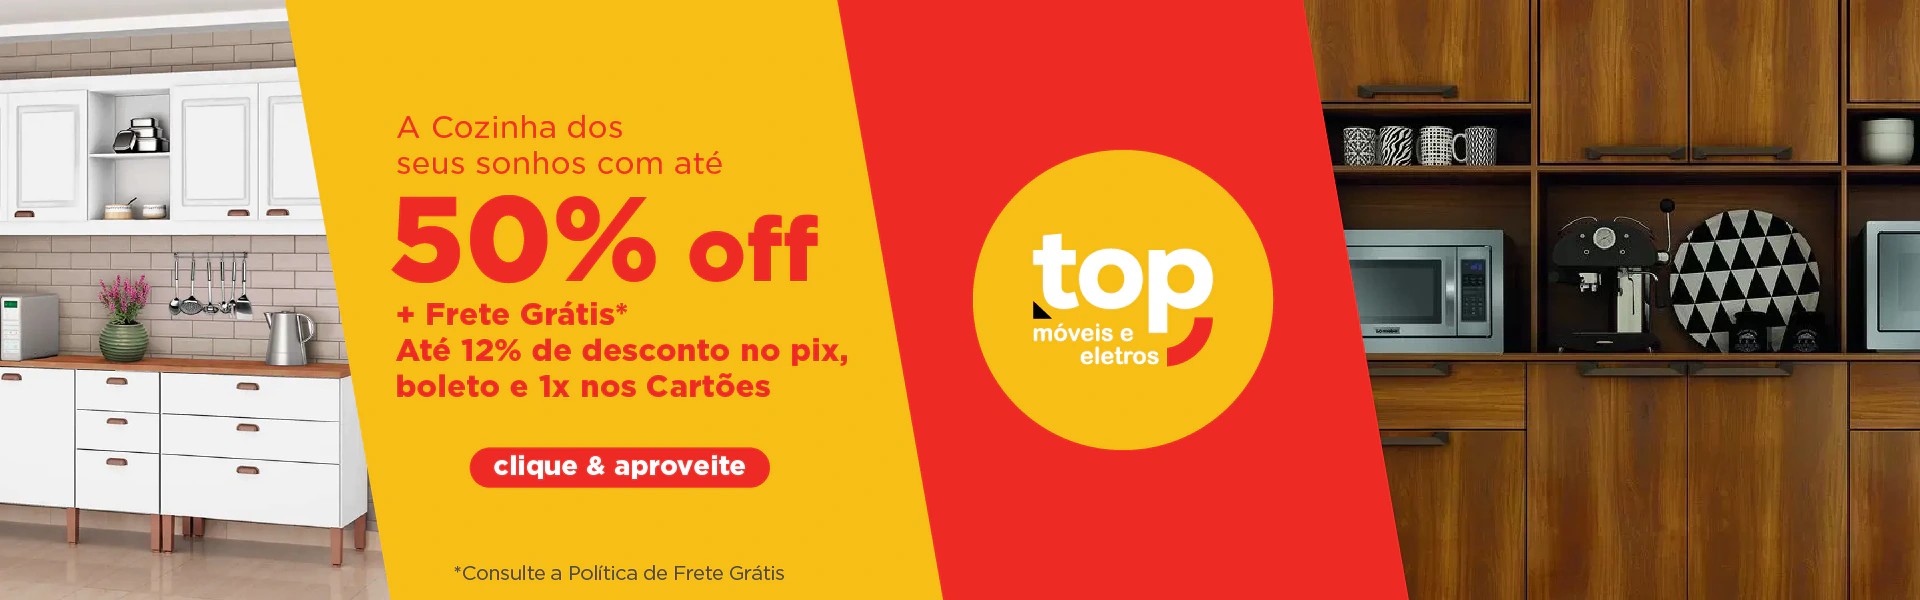 A Cozinha dos
seus sonhos com até
50% off
+ Frete Grátis*
Até 12% de desconto no pix,
boleto e 1x nos Cartões
clique & aproveite
*Consulte a Política de Frete Grátis
top
móveis e
eletros